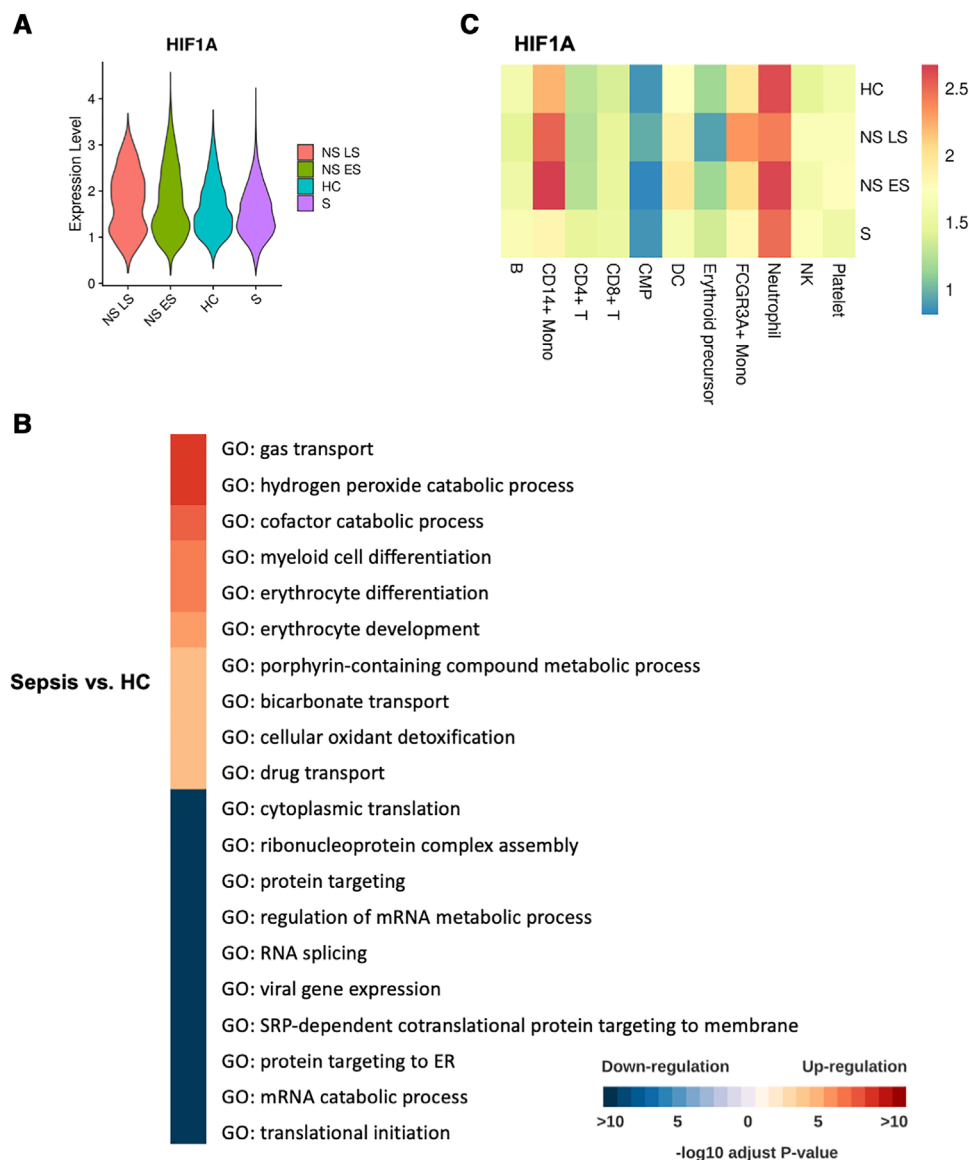 A
HIF1A
Expression Level
4
3
2
1
0
NS LS
NS ES
HC
S
NS LS
NS ES
HC
S
C
HIF1A
HC
NS LS
NS ES
S
B
CD14+ Mono
CD4+ T
CD8+ T
CMP
DC
Erythroid precursor
FCGR3A+ Mono
Neutrophil
NK
Platelet
2.5
2
1.5
1
B
Sepsis vs. HC
GO: gas transport
GO: hydrogen peroxide catabolic process
GO: cofactor catabolic process
GO: myeloid cell differentiation
GO: erythrocyte differentiation
GO: erythrocyte development
GO: porphyrin-containing compound metabolic process
GO: bicarbonate transport
GO: cellular oxidant detoxification
GO: drug transport
GO: cytoplasmic translation
GO: ribonucleoprotein complex assembly
GO: protein targeting
GO: regulation of mRNA metabolic process
GO: RNA splicing
GO: viral gene expression
GO: SRP-dependent cotranslational protein targeting to membrane
GO: protein targeting to ER
GO: mRNA catabolic process
GO: translational initiation
Down-regulation Up-regulation
>10 5 0 5 >10
-log10 adjust P-value